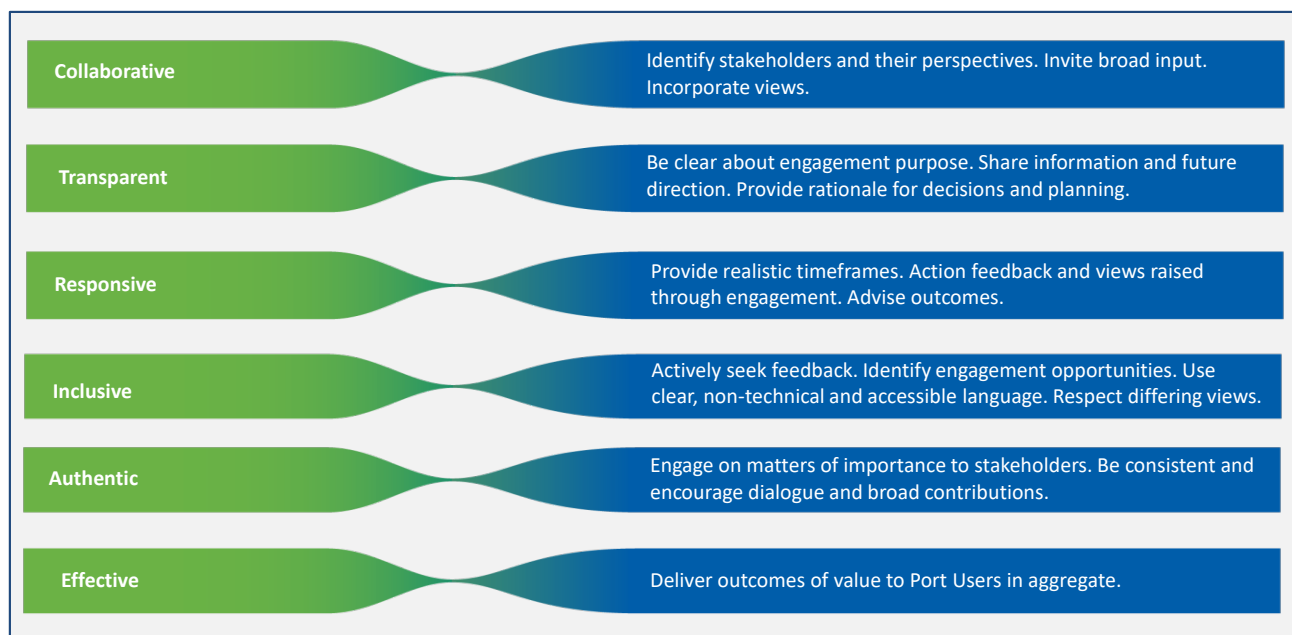 Collaborative
Identify stakeholders and their perspectives. Invite broad input.
Incorporate views.
Transparent
Be clear about engagement purpose. Share information and future
direction. Provide rationale for decisions and planning.
Responsive
Provide realistic timeframes. Action feedback and views raised
through engagement. Advise outcomes.
Inclusive
Actively seek feedback. Identify engagement opportunities. Use
clear, non-technical and accessible language. Respect differing views.
Authentic
Engage on matters of importance to stakeholders. Be consistent and
encourage dialogue and broad contributions.
Effective
Deliver outcomes of value to Port Users in aggregate.